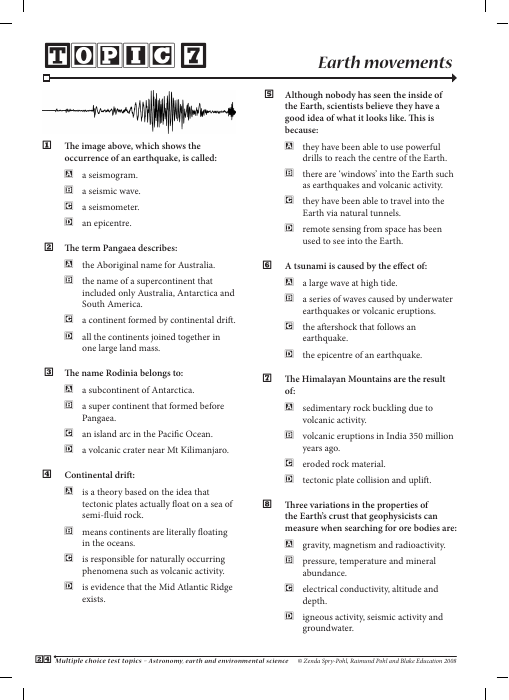 TOPIC 7
Earth movements
1 The image above, which shows the
occurrence of an earthquake, is called:
A a seismogram.
B a seismic wave.
C a seismometer.
D an epicentre.
2 The term Pangaea describes:
A the Aboriginal name for Australia.
B the name of a supercontinent that
included only Australia, Antarctica and
South America.
C a continent formed by continental drift.
D all the continents joined together in
one large land mass.
3 The name Rodinia belongs to:
A a subcontinent of Antarctica.
B a super continent that formed before
Pangaea.
C an island arc in the Pacific Ocean.
D a volcanic crater near Mt Kilimanjaro.
4 Continental drift:
A is a theory based on the idea that
tectonic plates actually float on a sea of
semi-fluid rock.
B means continents are literally floating
in the oceans.
C is responsible for naturally occurring
phenomena such as volcanic activity.
D is evidence that the Mid Atlantic Ridge
exists.
5 Although nobody has seen the inside of
the Earth, scientists believe they have a
good idea of what it looks like. This is
because:
A they have been able to use powerful
drills to reach the centre of the Earth.
B there are 'windows' into the Earth such
as earthquakes and volcanic activity.
C they have been able to travel into the
Earth via natural tunnels.
D remote sensing from space has been
used to see into the Earth.
6 A tsunami is caused by the effect of:
A a large wave at high tide.
B a series of waves caused by underwater
earthquakes or volcanic eruptions.
C the aftershock that follows an
earthquake.
D the epicentre of an earthquake.
7 The Himalayan Mountains are the result
of:
A sedimentary rock buckling due to
volcanic activity.
B volcanic eruptions in India 350 million
years ago.
C eroded rock material.
D tectonic plate collision and uplift.
8 Three variations in the properties of
the Earth's crust that geophysicists can
measure when searching for ore bodies are:
A gravity, magnetism and radioactivity.
B pressure, temperature and mineral
abundance.
C electrical conductivity, altitude and
depth.
D igneous activity, seismic activity and
groundwater.
24 Multiple choice test topics – Astronomy, earth and environmental science © Zenda Spry-Pohl, Raimund Pohl and Blake Education 2008